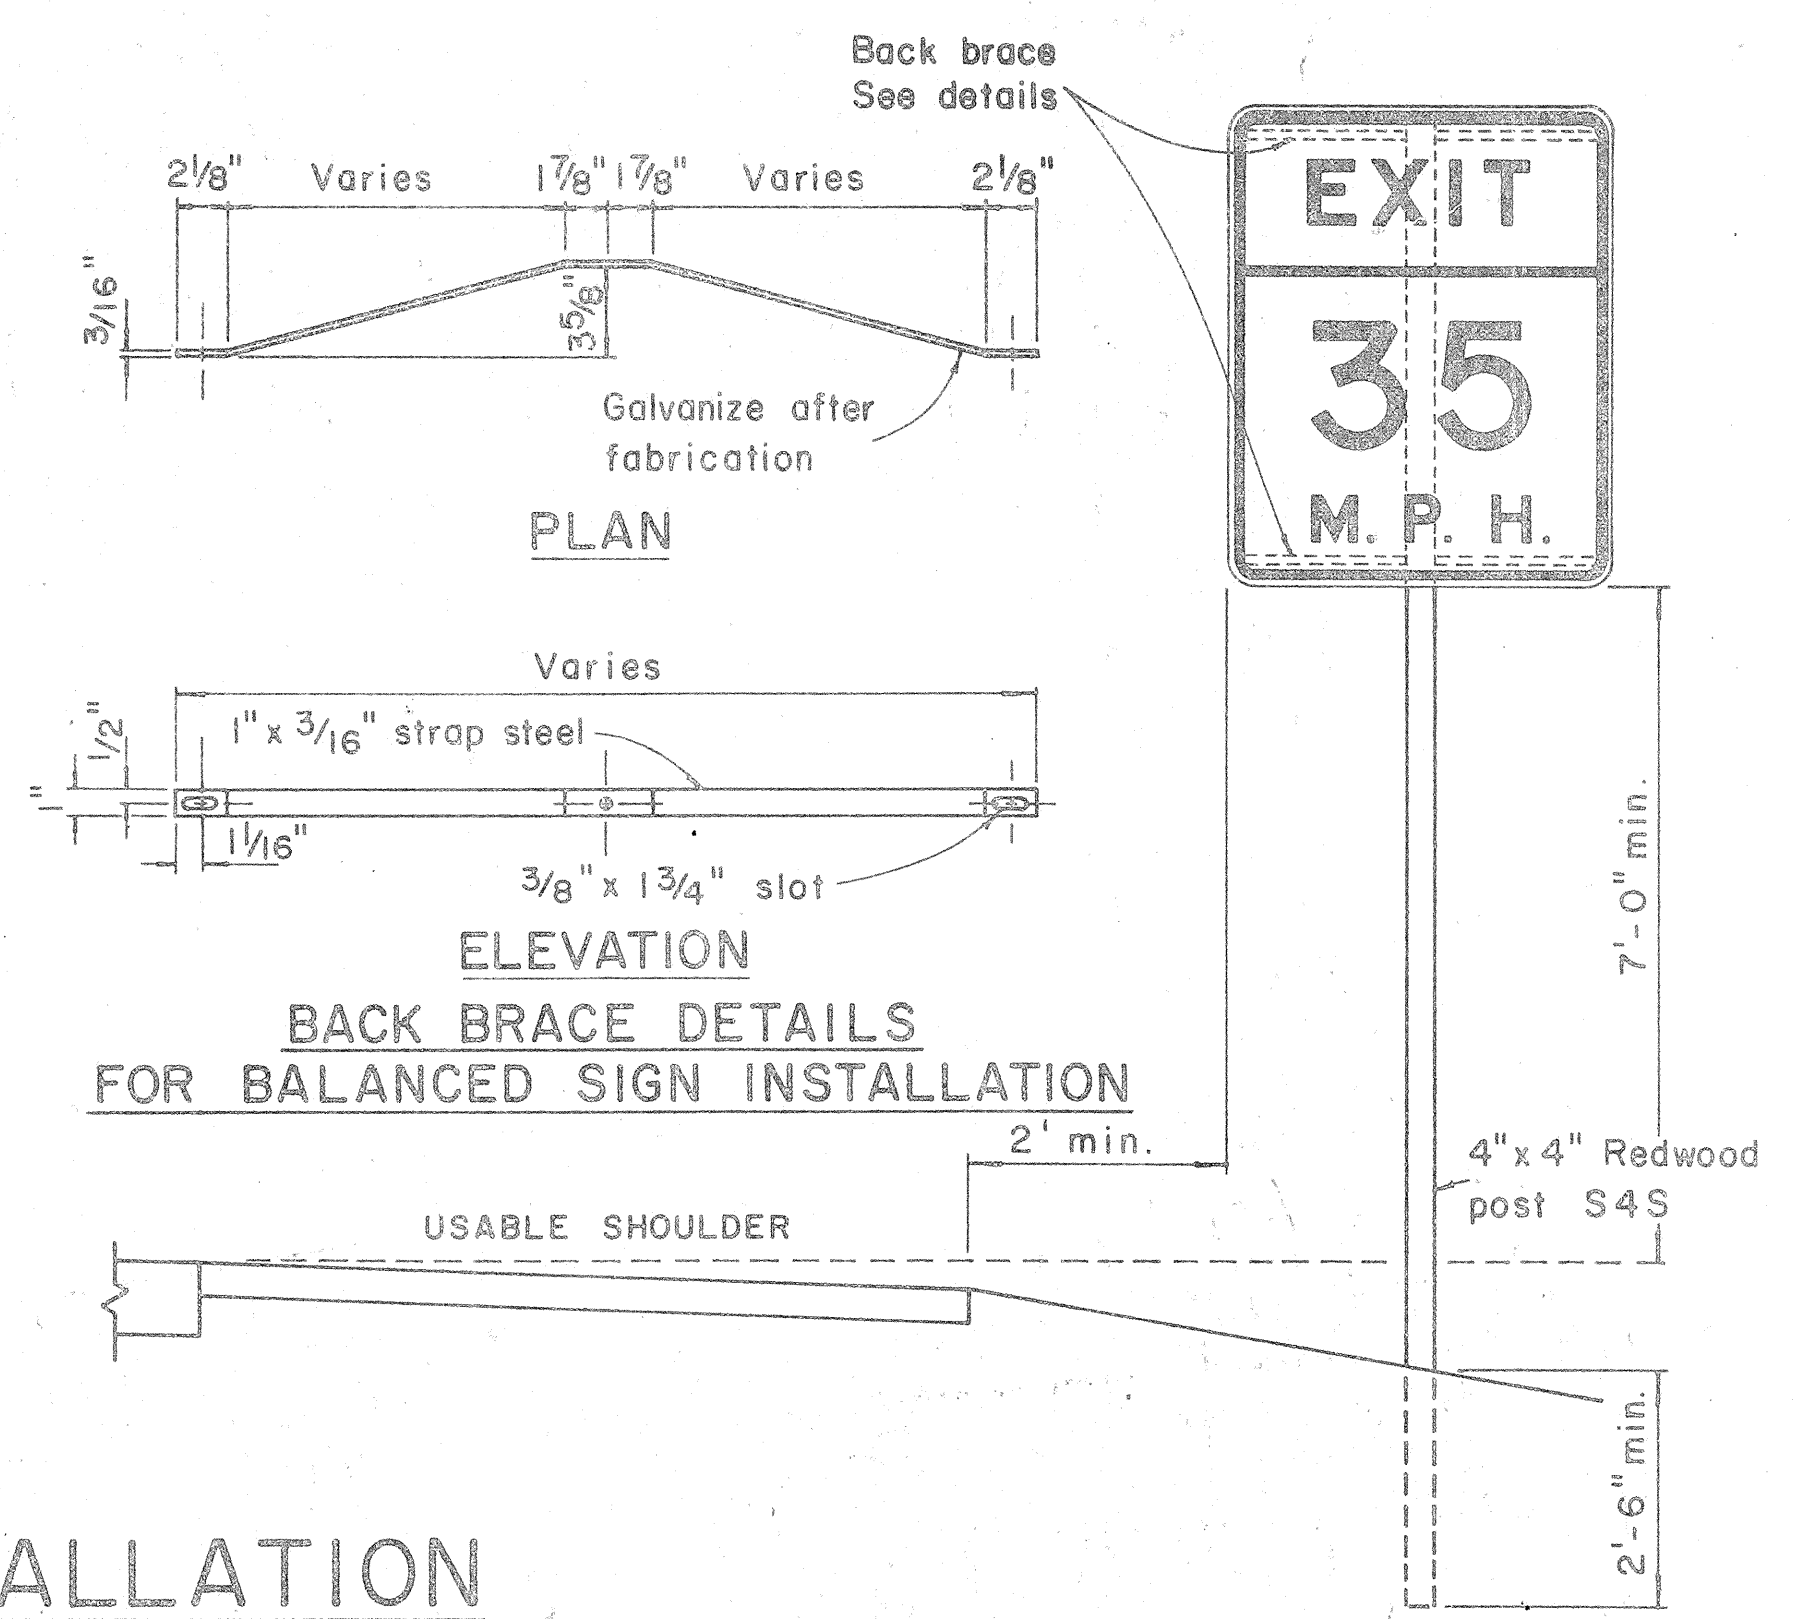 Back brace
See details
2 1/8" Varies 1 7/8" 1 7/8" Varies 2 1/8"
3/16"
3 5/8"
Galvanize after
fabrication
PLAN
EXIT
35
M. P. H.
Varies
1" x 3/16" strap steel
1/2"
1"
1 1/16"
3/8" x 1 3/4" slot
ELEVATION
BACK BRACE DETAILS
FOR BALANCED SIGN INSTALLATION
7'-0" min.
2' min.
4" x 4" Redwood
post S4S
USABLE SHOULDER
2'-6" min.
ALLATION